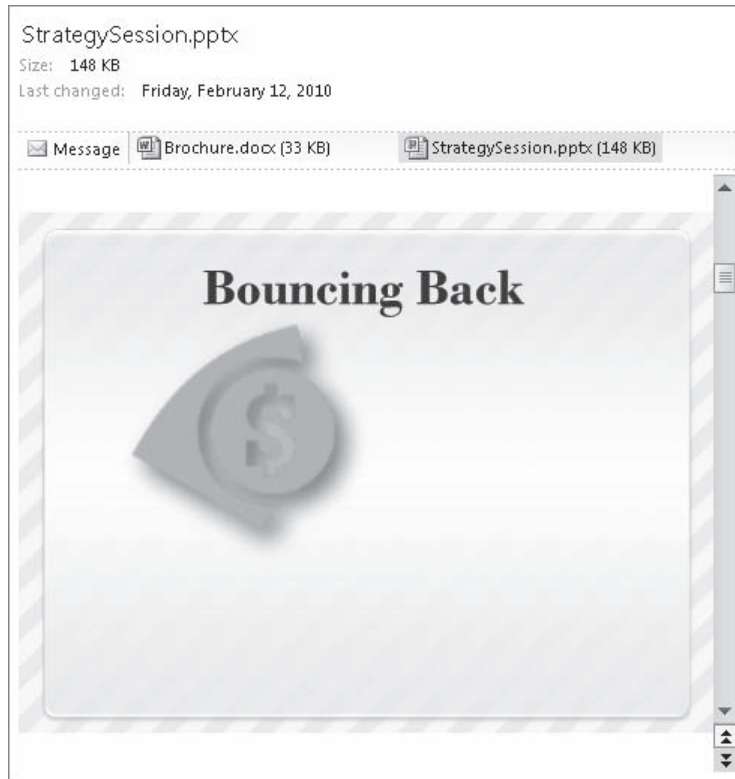 StrategySession.pptx
Size: 148 KB
Last changed: Friday, February 12, 2010
Message Brochure.docx (33 KB) StrategySession.pptx (148 KB)
Bouncing Back
$